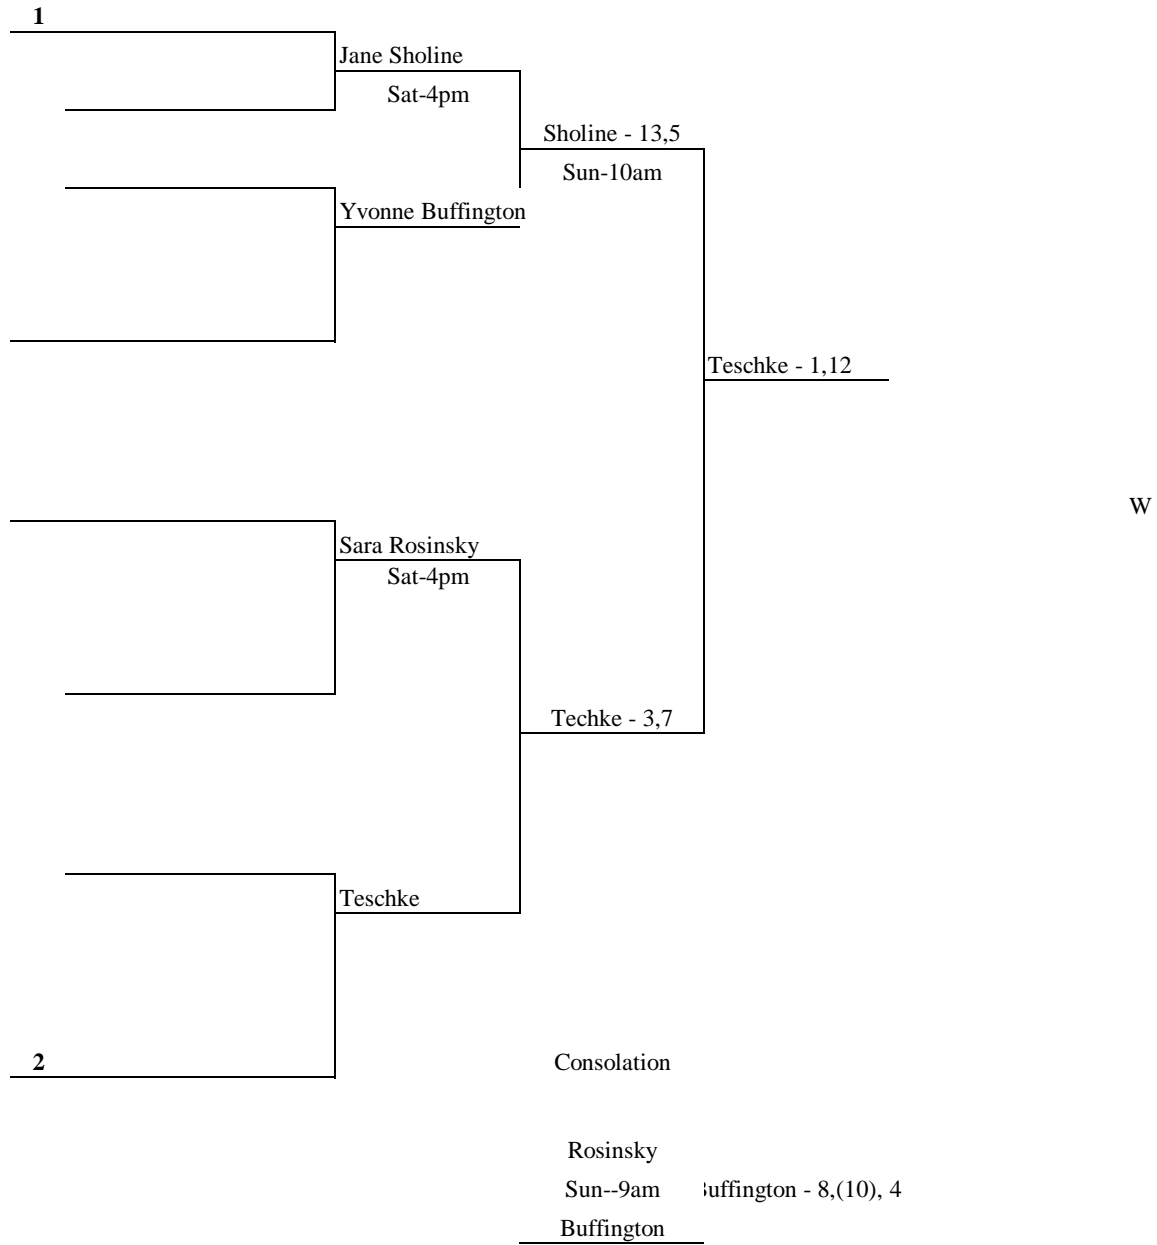 1
Jane Sholine
Sat-4pm
Sholine - 13,5
Sun-10am
Yvonne Buffington
Teschke - 1,12
W
Sara Rosinsky
Sat-4pm
Techke - 3,7
Teschke
2
Consolation
Rosinsky
Sun--9am uffington - 8,(10), 4
Buffington